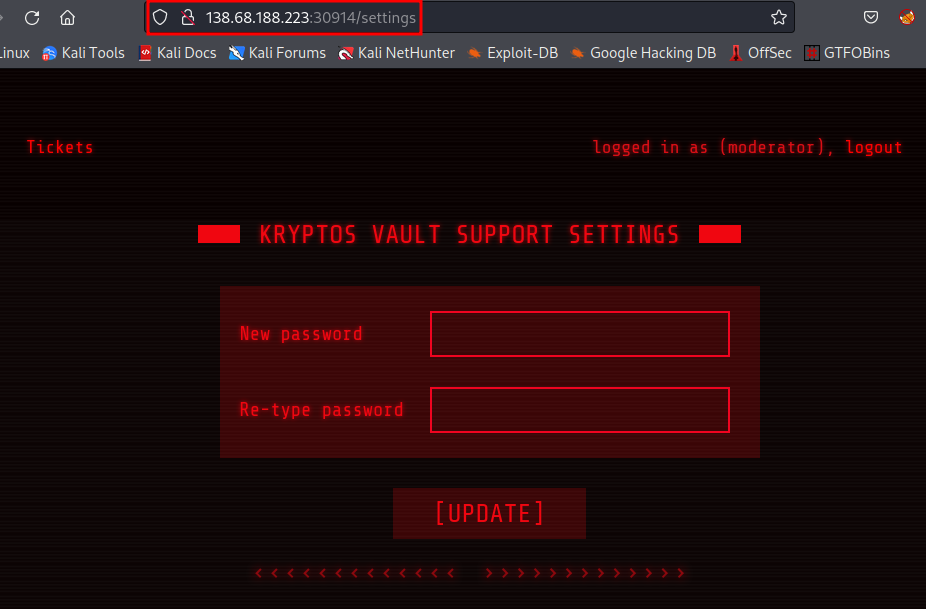 138.68.188.223:30914/settings
Linux Kali Tools Kali Docs Kali Forums Kali NetHunter Exploit-DB Google Hacking DB OffSec GTFOBins
Tickets logged in as (moderator), logout
KRYPTOS VAULT SUPPORT SETTINGS
New password
Re-type password
[UPDATE]
< < < < < < < < < < < < < > > > > > > > > > > > > >